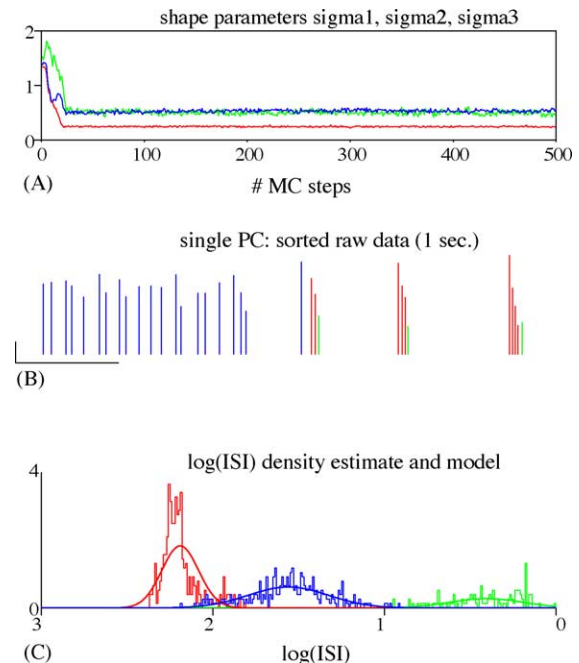 shape parameters sigma1, sigma2, sigma3
2
1
0
0 100 200 300 400 500
(A) # MC steps
single PC: sorted raw data (1 sec.)
(B)
log(ISI) density estimate and model
4
0
3 2 1 0
(C) log(ISI)